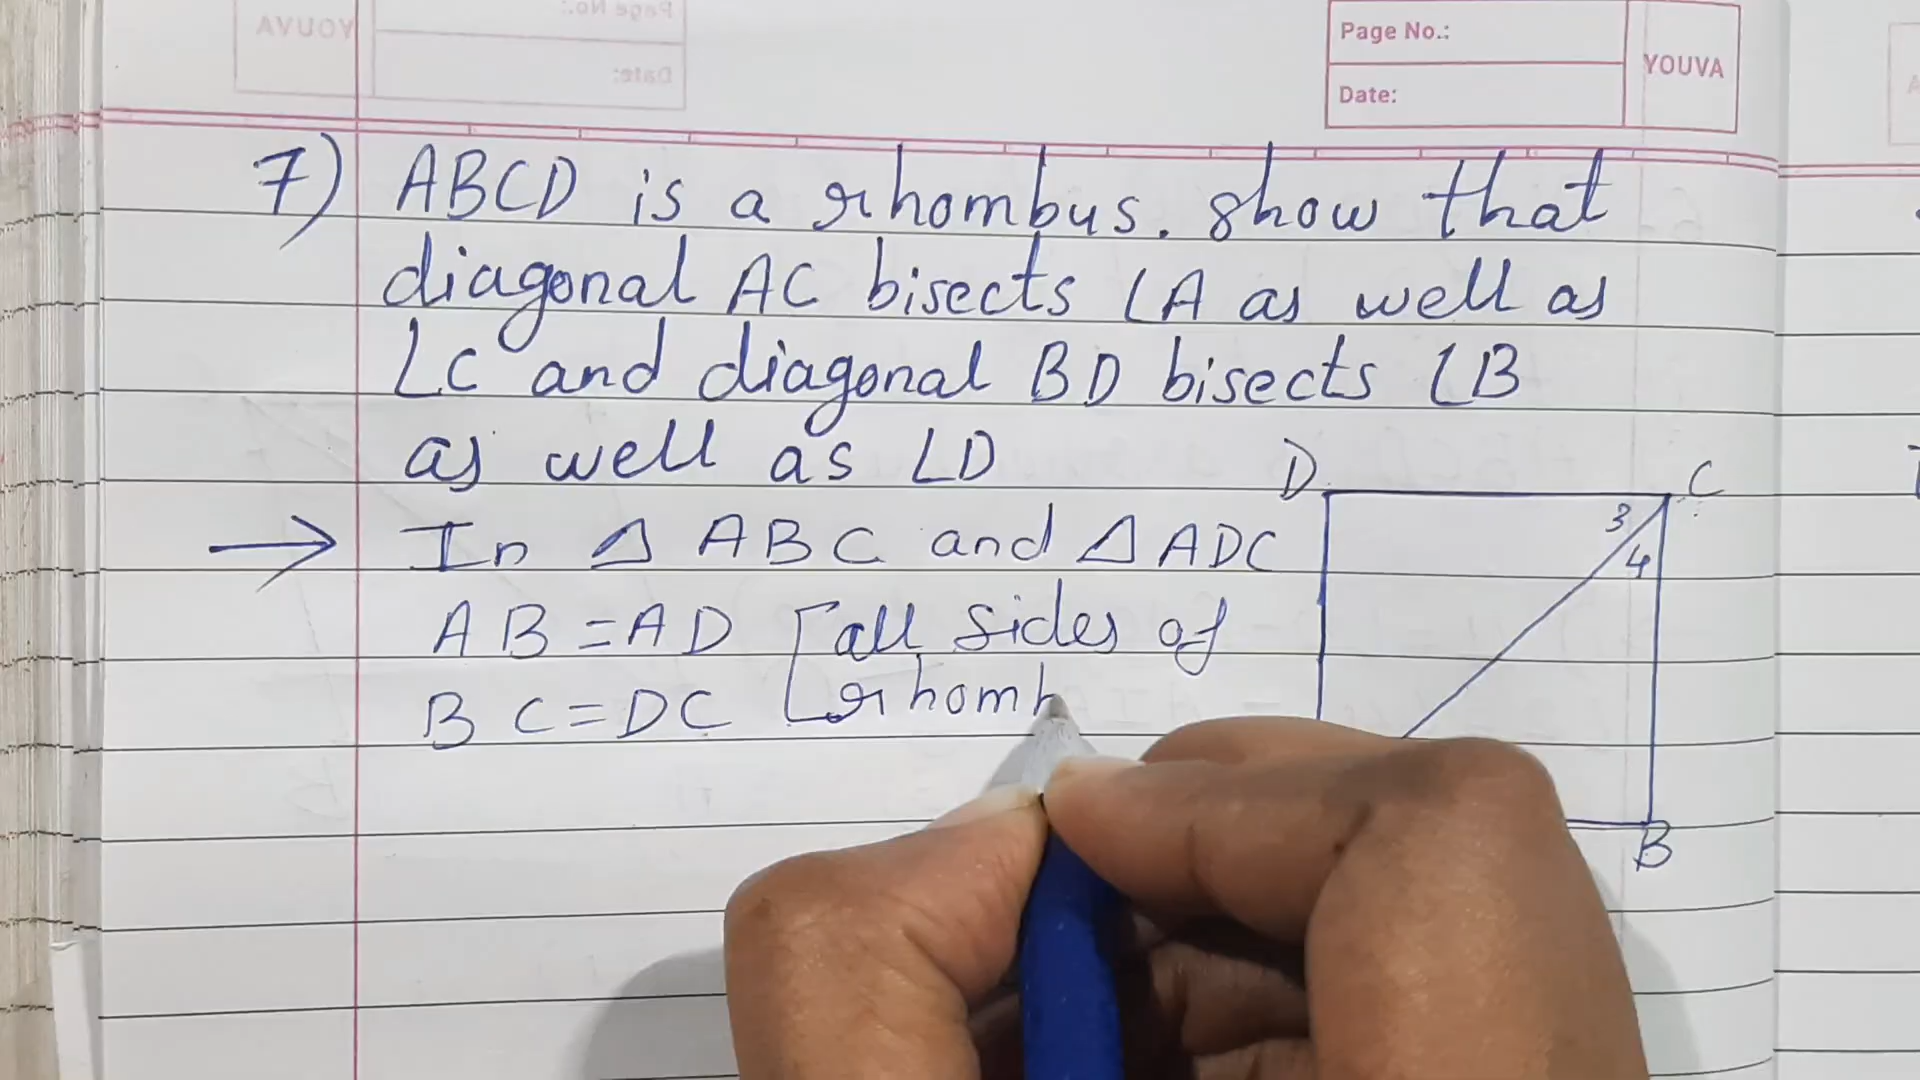 Page No.:
YOUVA
Date:
7) ABCD is a rhombus. show that
diagonal AC bisects ∠A as well as
∠C and diagonal BD bisects ∠B
as well as ∠D
D C
3
4
→ In △ ABC and △ ADC
AB = AD [all sides of
BC = DC rhomb
B